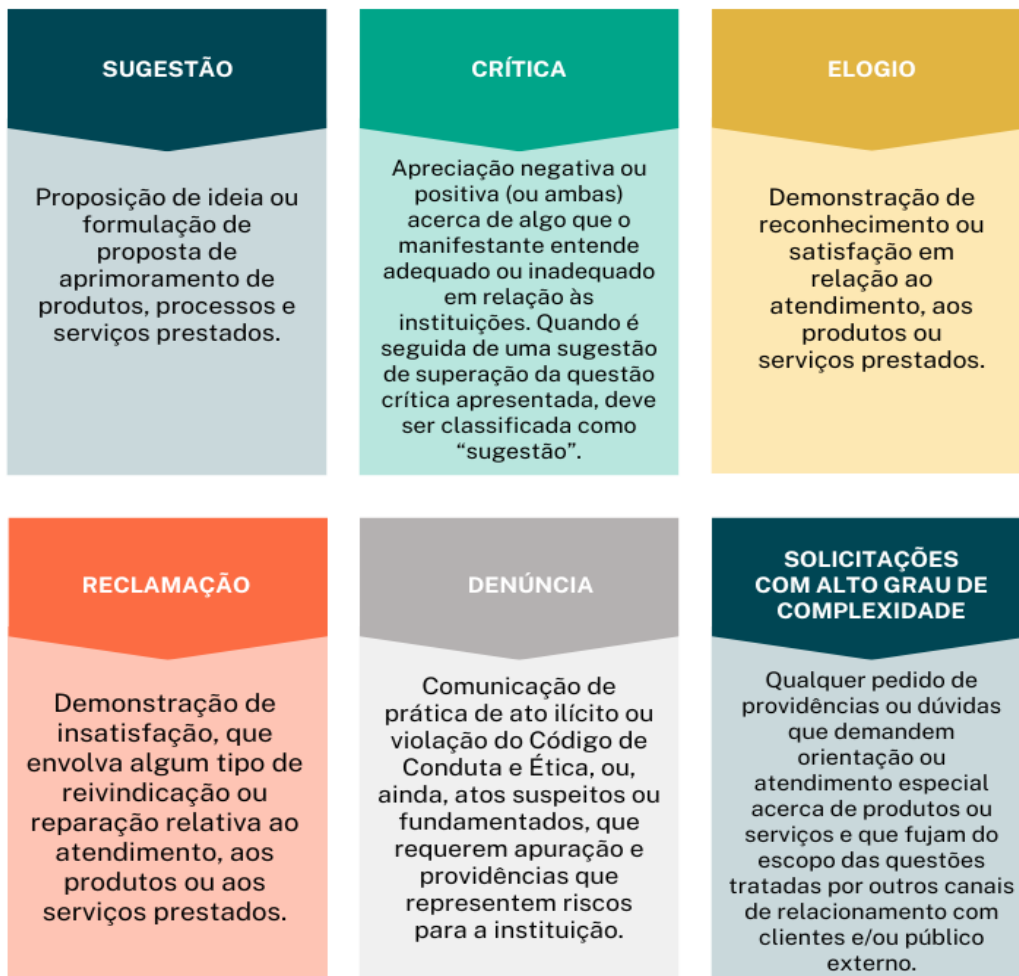 SUGESTÃO
Proposição de ideia ou
formulação de
proposta de
aprimoramento de
produtos, processos e
serviços prestados.
CRÍTICA
Apreciação negativa ou
positiva (ou ambas)
acerca de algo que o
manifestante entende
adequado ou inadequado
em relação às
instituições. Quando é
seguida de uma sugestão
de superação da questão
crítica apresentada, deve
ser classificada como
“sugestão”.
ELOGIO
Demonstração de
reconhecimento ou
satisfação em
relação ao
atendimento, aos
produtos ou
serviços prestados.
RECLAMAÇÃO
Demonstração de
insatisfação, que
envolva algum tipo de
reivindicação ou
reparação relativa ao
atendimento, aos
produtos ou aos
serviços prestados.
DENÚNCIA
Comunicação de
prática de ato ilícito ou
violação do Código de
Conduta e Ética, ou,
ainda, atos suspeitos ou
fundamentados, que
requerem apuração e
providências que
representem riscos
para a instituição.
SOLICITAÇÕES
COM ALTO GRAU DE
COMPLEXIDADE
Qualquer pedido de
providências ou dúvidas
que demandem
orientação ou
atendimento especial
acerca de produtos ou
serviços e que fujam do
escopo das questões
tratadas por outros canais
de relacionamento com
clientes e/ou público
externo.